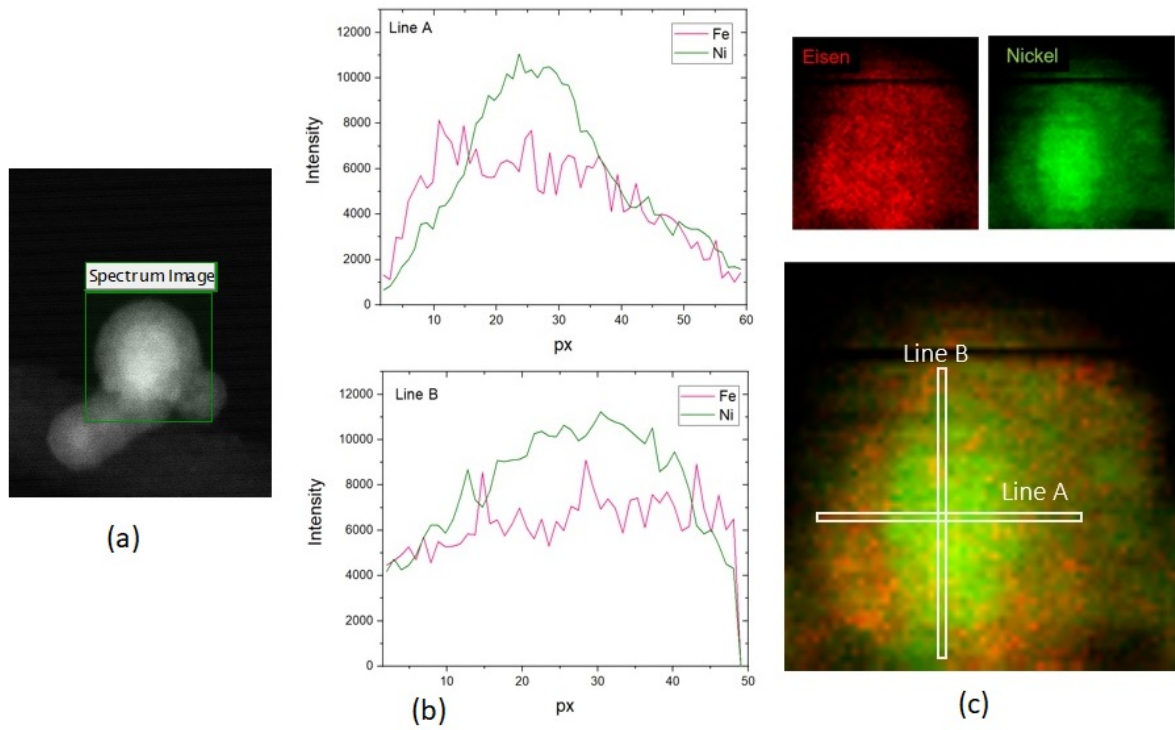 Spectrum Image
(a)
Line A
Fe
Ni
Intensity
12000
10000
8000
6000
4000
2000
0
10
20
30
40
50
60
px
Line B
Fe
Ni
Intensity
12000
10000
8000
6000
4000
2000
0
10
20
30
40
50
px
(b)
Eisen
Nickel
Line B
Line A
(c)